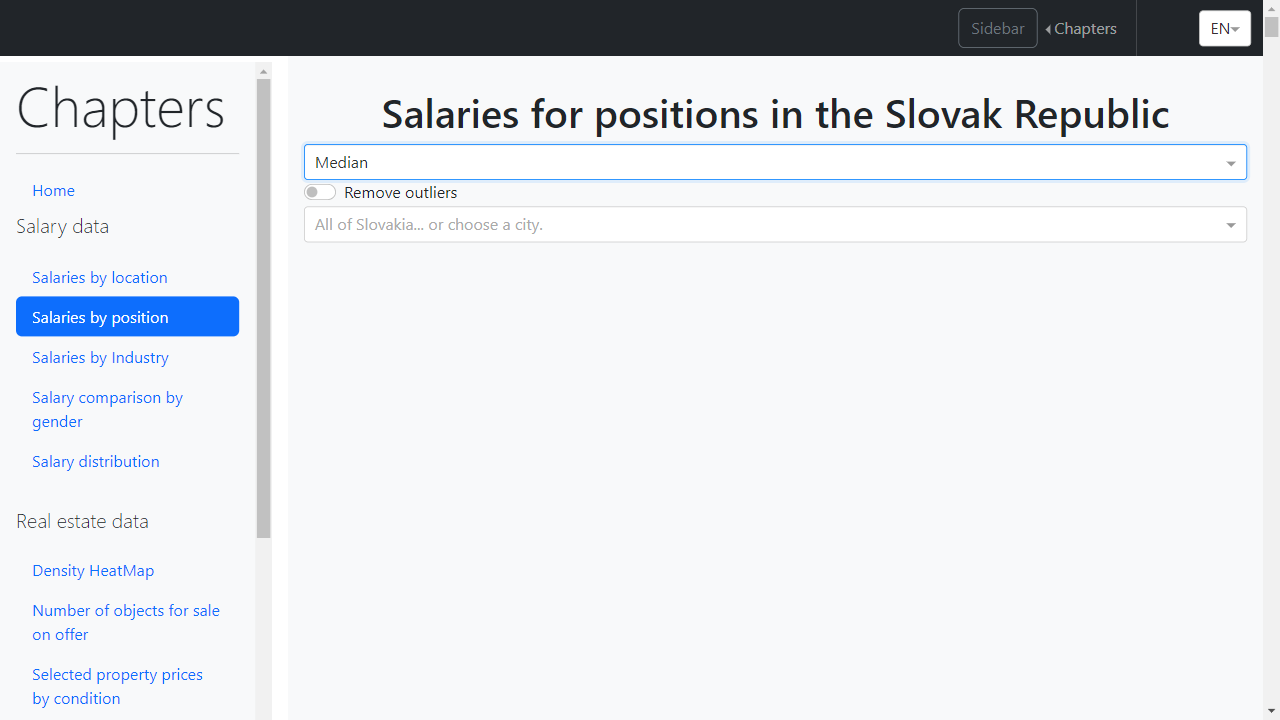 Sidebar
Chapters
EN
Chapters
Home
Salary data
Salaries by location
Salaries by position
Salaries by Industry
Salary comparison by
gender
Salary distribution
Real estate data
Density HeatMap
Number of objects for sale
on offer
Selected property prices
by condition
Salaries for positions in the Slovak Republic
Median
Remove outliers
All of Slovakia... or choose a city.